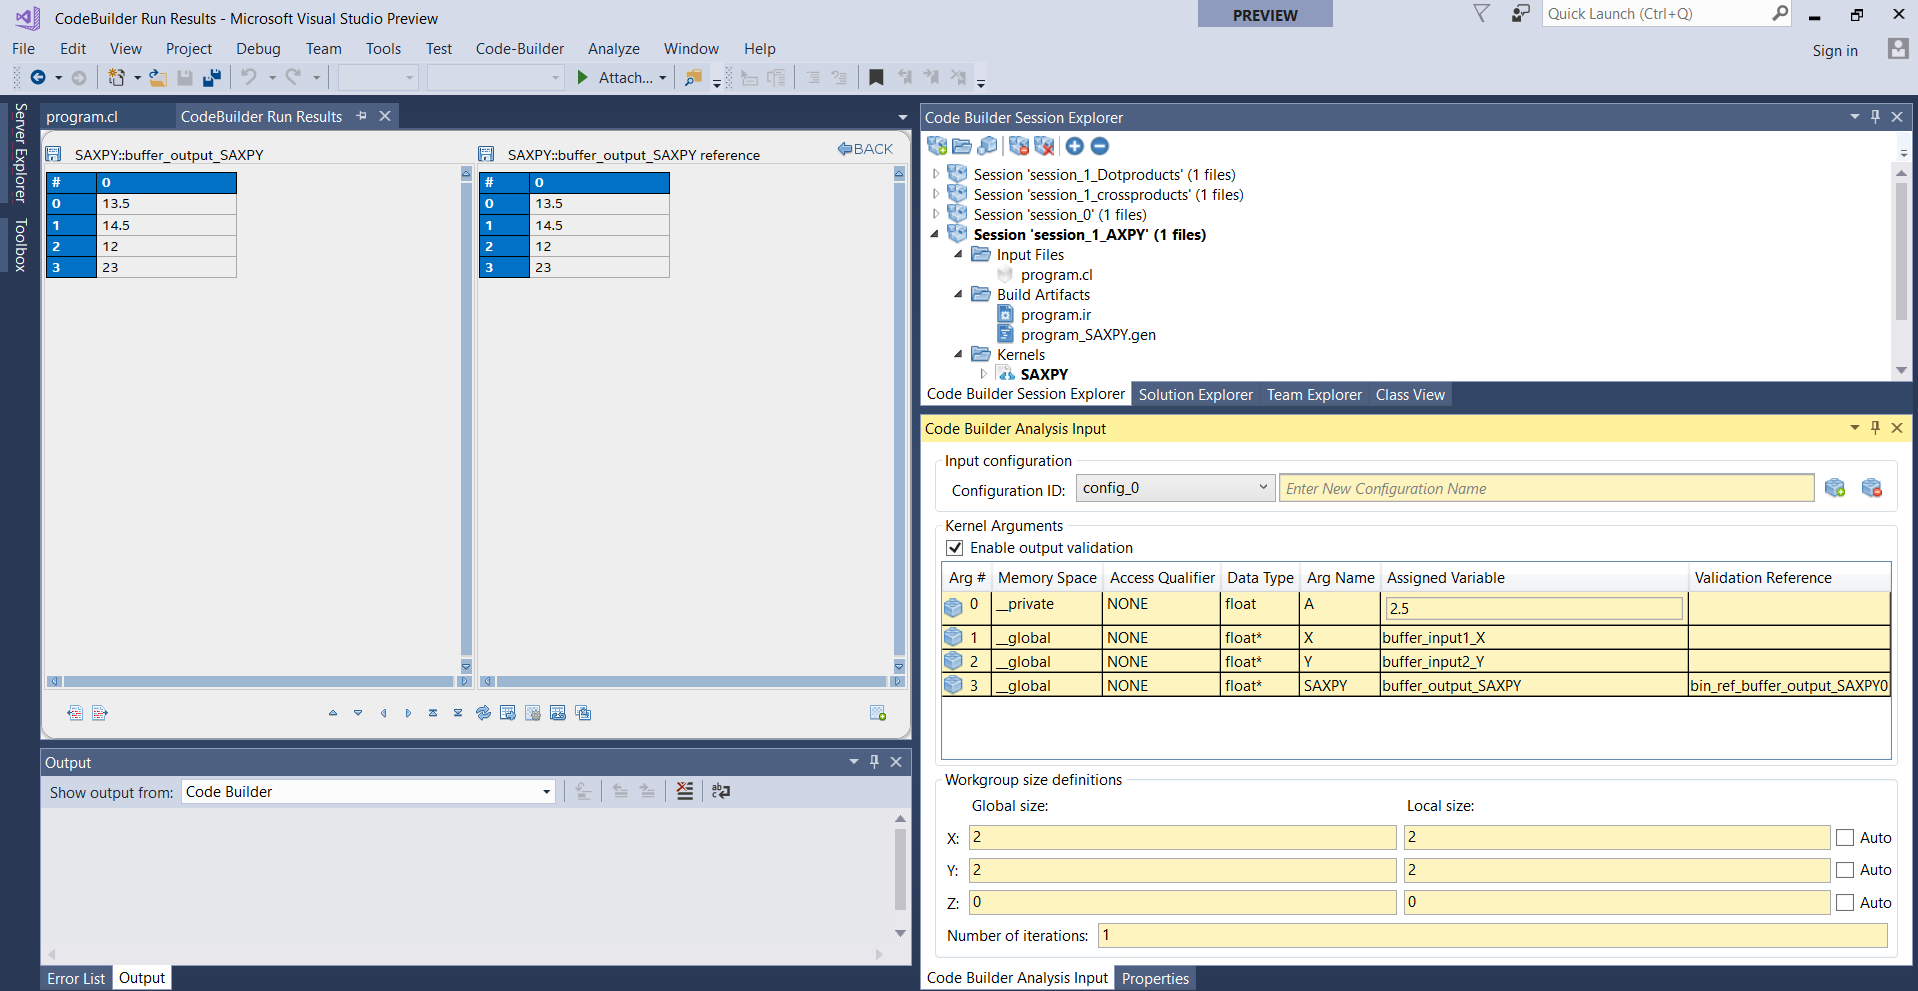 CodeBuilder Run Results - Microsoft Visual Studio Preview
PREVIEW
Quick Launch (Ctrl+Q)
File Edit View Project Debug Team Tools Test Code-Builder Analyze Window Help
Sign in
Attach...
Server Explorer
Toolbox
program.cl
CodeBuilder Run Results
SAXPY::buffer_output_SAXPY
SAXPY::buffer_output_SAXPY reference
BACK
# 0
0 13.5
1 14.5
2 12
3 23
# 0
0 13.5
1 14.5
2 12
3 23
Output
Show output from: Code Builder
Error List Output
Code Builder Session Explorer
Session 'session_1_Dotproducts' (1 files)
Session 'session_1_crossproducts' (1 files)
Session 'session_0' (1 files)
Session 'session_1_AXPY' (1 files)
Input Files
program.cl
Build Artifacts
program.ir
program_SAXPY.gen
Kernels
SAXPY
Code Builder Session Explorer Solution Explorer Team Explorer Class View
Code Builder Analysis Input
Input configuration
Configuration ID: config_0 Enter New Configuration Name
Kernel Arguments
Enable output validation
Arg # Memory Space Access Qualifier Data Type Arg Name Assigned Variable Validation Reference
0 __private NONE float A 2.5
1 __global NONE float* X buffer_input1_X
2 __global NONE float* Y buffer_input2_Y
3 __global NONE float* SAXPY buffer_output_SAXPY bin_ref_buffer_output_SAXPY0
Workgroup size definitions
Global size: Local size:
X: 2 2 Auto
Y: 2 2 Auto
Z: 0 0 Auto
Number of iterations: 1
Code Builder Analysis Input Properties